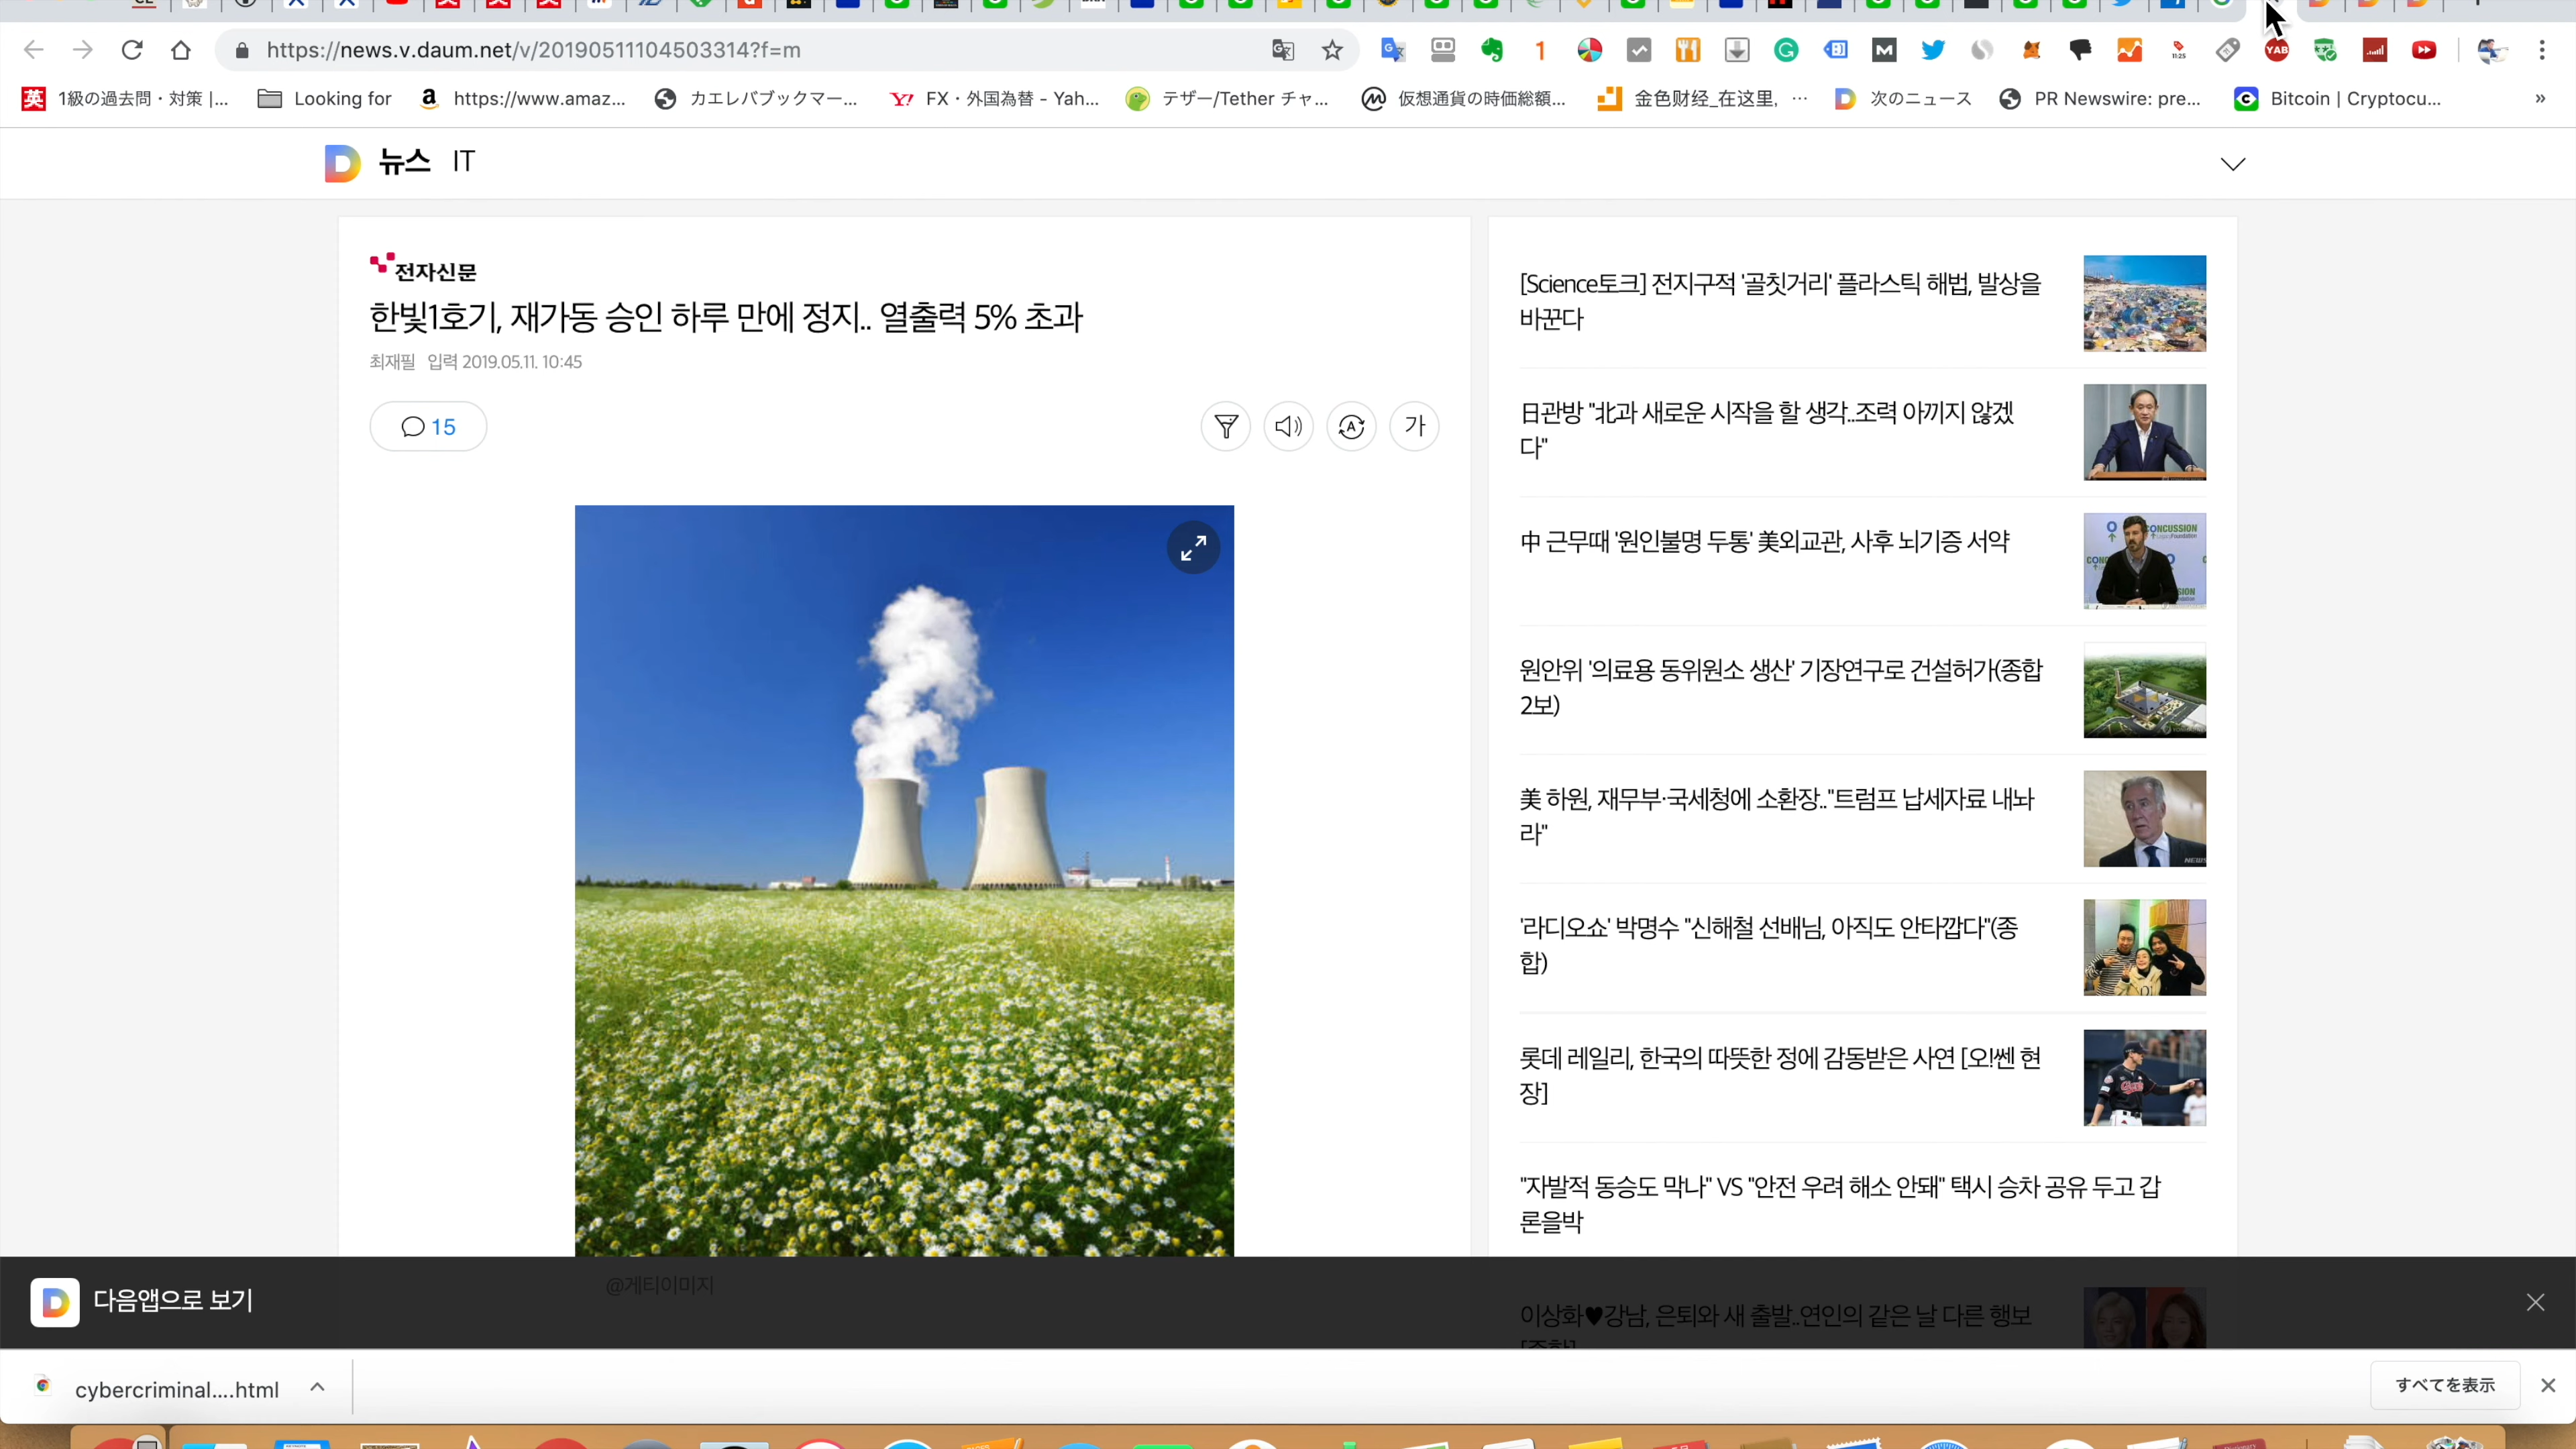 https://news.v.daum.net/v/20190511104503314?f=m
英 1級の過去問・対策 |...
Looking for
https://www.amaz...
カエレバブックマー...
FX・外国為替 - Yah...
テザー/Tether チャ...
仮想通貨の時価総額...
金色财经_在这里, ...
次のニュース
PR Newswire: pre...
Bitcoin | Cryptocu...
»
뉴스 IT
전자신문
한빛1호기, 재가동 승인 하루 만에 정지.. 열출력 5% 초과
최재필 입력 2019.05.11. 10:45
15
가
@게티이미지
[Science토크] 전지구적 '골칫거리' 플라스틱 해법, 발상을
바꾼다
日관방 "北과 새로운 시작을 할 생각..조력 아끼지 않겠
다"
中 근무때 '원인불명 두통' 美외교관, 사후 뇌기증 서약
원안위 '의료용 동위원소 생산' 기장연구로 건설허가(종합
2보)
美 하원, 재무부·국세청에 소환장.."트럼프 납세자료 내놔
라"
'라디오쇼' 박명수 "신해철 선배님, 아직도 안타깝다"(종
합)
롯데 레일리, 한국의 따뜻한 정에 감동받은 사연 [오!쎈 현
장]
"자발적 동승도 막나" VS "안전 우려 해소 안돼" 택시 승차 공유 두고 갑
론을박
이상화♥강남, 은퇴와 새 출발..연인의 같은 날 다른 행보
다음앱으로 보기
cybercriminal....html
すべてを表示